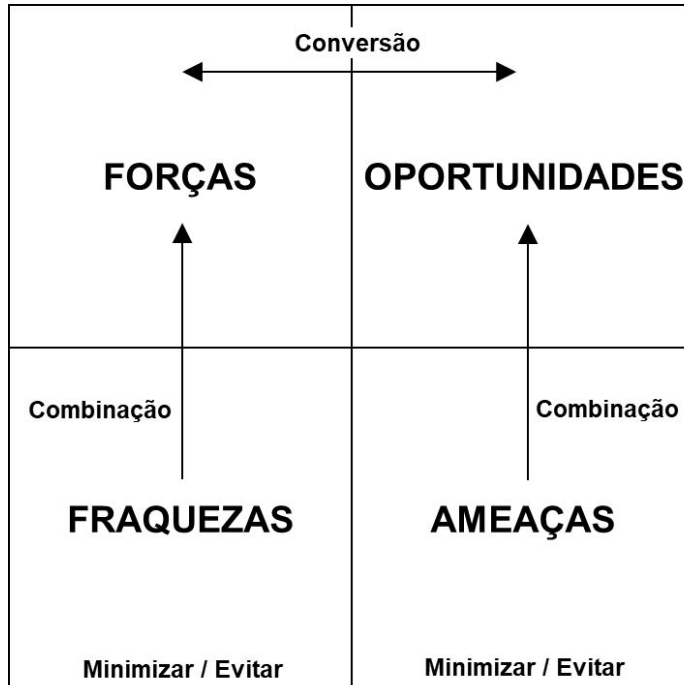 Conversão
FORÇAS
OPORTUNIDADES
Combinação
Combinação
FRAQUEZAS
AMEAÇAS
Minimizar / Evitar
Minimizar / Evitar